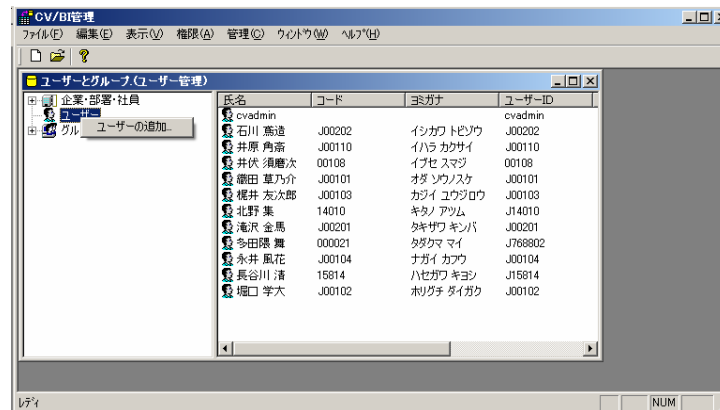 CV/BI管理
ファイル(F) 編集(E) 表示(V) 権限(A) 管理(C) ウィンドウ(W) ヘルプ(H)
ユーザーとグループ.(ユーザー管理)
企業・部署・社員
ユーザー
グル
ユーザーの追加...
氏名 コード ヨミガナ ユーザーID
cvadmin cvadmin
石川 蔦造 J00202 イシカワ トビゾウ J00202
井原 角斎 J00110 イハラ カクサイ J00110
井伏 須磨次 00108 イブセ スマジ 00108
織田 草乃介 J00101 オダ ソウノスケ J00101
梶井 友次郎 J00103 カジイ ユウジロウ J00103
北野 集 14010 キタノ アツム J14010
滝沢 金馬 J00201 タキザワ キンバ J00201
多田隈 舞 000021 タダクマ マイ J768802
永井 風花 J00104 ナガイ カフウ J00104
長谷川 清 15814 ハセガワ キヨシ J15814
堀口 学大 J00102 ホリグチ ダイガク J00102
レディ NUM